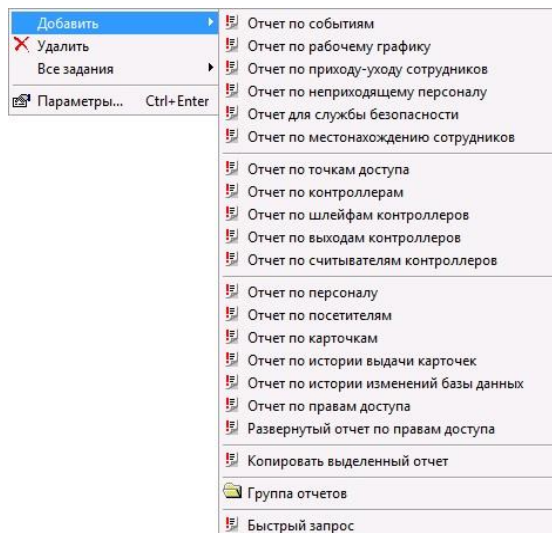 Добавить
Удалить
Все задания
Параметры... Ctrl+Enter
Отчет по событиям
Отчет по рабочему графику
Отчет по приходу-уходу сотрудников
Отчет по неприходящему персоналу
Отчет для службы безопасности
Отчет по местонахождению сотрудников
Отчет по точкам доступа
Отчет по контроллерам
Отчет по шлейфам контроллеров
Отчет по выходам контроллеров
Отчет по считывателям контроллеров
Отчет по персоналу
Отчет по посетителям
Отчет по карточкам
Отчет по истории выдачи карточек
Отчет по истории изменений базы данных
Отчет по правам доступа
Развернутый отчет по правам доступа
Копировать выделенный отчет
Группа отчетов
Быстрый запрос